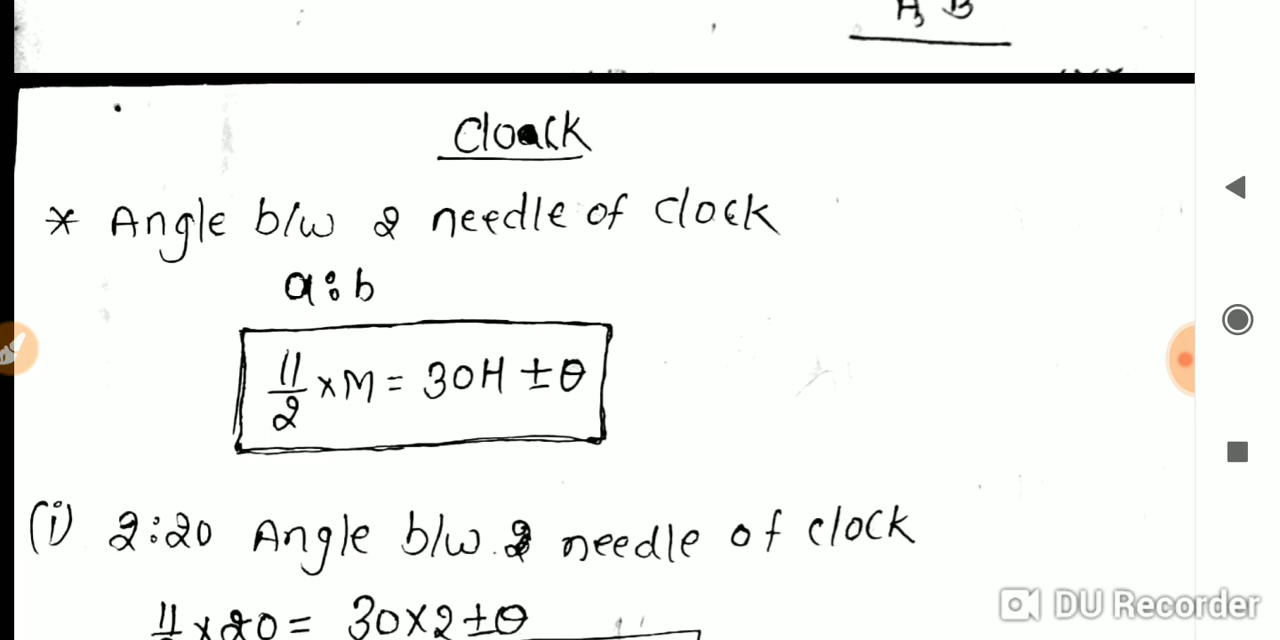 A, B
Cloack
* Angle b/w 2 needle of clock
a:b
11/2 × M = 30H ± θ
(i) 2:20 Angle b/w 2 needle of clock
11/2 × 20 = 30×2 ± θ
DU Recorder